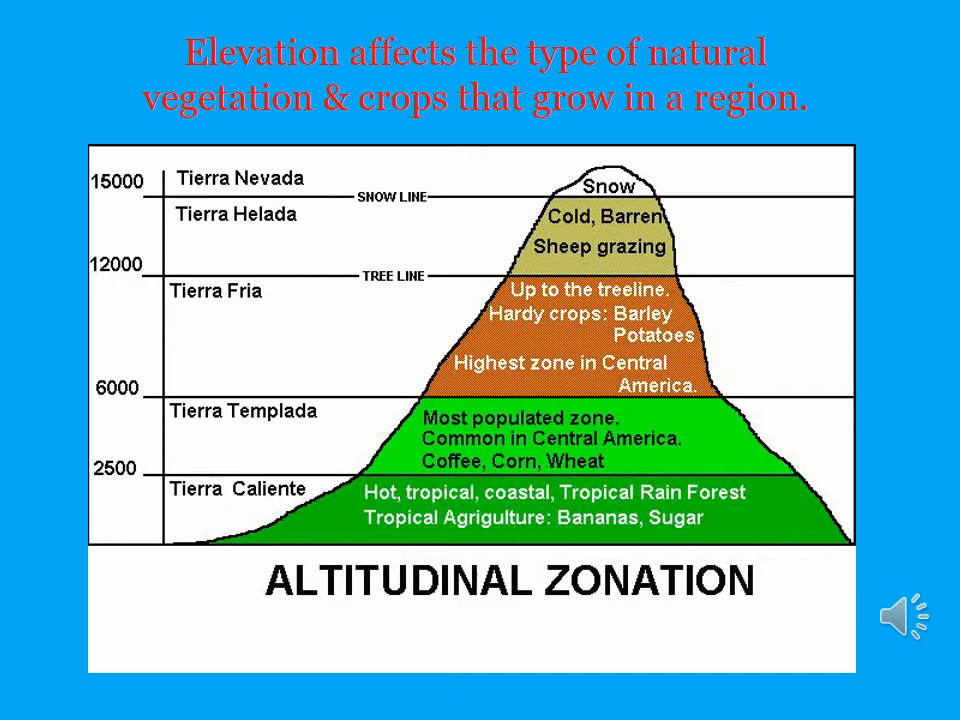 Elevation affects the type of natural
vegetation & crops that grow in a region.
15000
Tierra Nevada
SNOW LINE
Snow
Tierra Helada
Cold, Barren
Sheep grazing
12000
TREE LINE
Tierra Fria
Up to the treeline.
Hardy crops: Barley
Potatoes
Highest zone in Central
America.
6000
Tierra Templada
Most populated zone.
Common in Central America.
Coffee, Corn, Wheat
2500
Tierra Caliente
Hot, tropical, coastal, Tropical Rain Forest
Tropical Agrigulture: Bananas, Sugar
ALTITUDINAL ZONATION